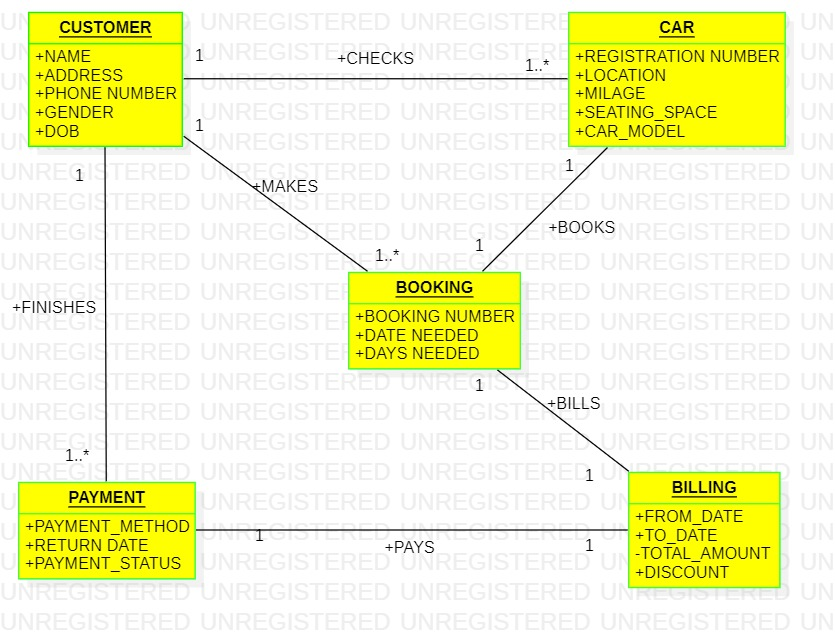 CUSTOMER
+NAME
+ADDRESS
+PHONE NUMBER
+GENDER
+DOB
1
+CHECKS
1..*
CAR
+REGISTRATION NUMBER
+LOCATION
+MILAGE
+SEATING_SPACE
+CAR_MODEL
1
+MAKES
1..*
1
+BOOKS
1
BOOKING
+BOOKING NUMBER
+DATE NEEDED
+DAYS NEEDED
1
+FINISHES
1..*
1
+BILLS
1
PAYMENT
+PAYMENT_METHOD
+RETURN DATE
+PAYMENT_STATUS
1
+PAYS
1
BILLING
+FROM_DATE
+TO_DATE
-TOTAL_AMOUNT
+DISCOUNT
UNREGISTERED